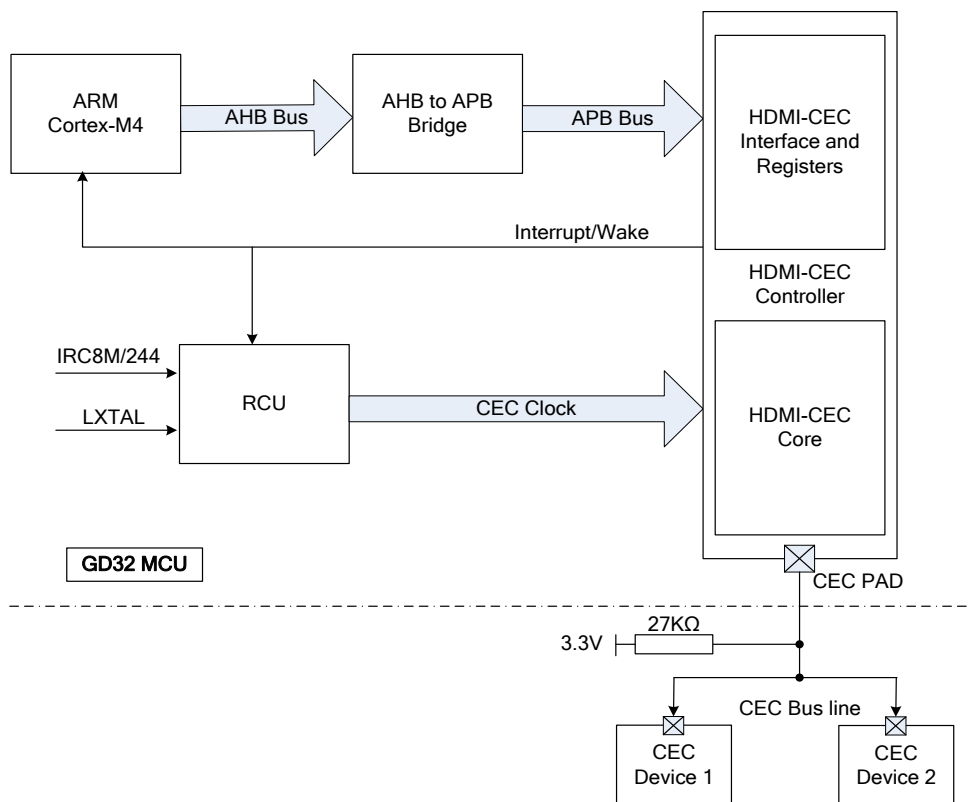 ARM
Cortex-M4
AHB Bus
AHB to APB
Bridge
APB Bus
HDMI-CEC
Interface and
Registers
Interrupt/Wake
HDMI-CEC
Controller
IRC8M/244
LXTAL
RCU
CEC Clock
HDMI-CEC
Core
GD32 MCU
CEC PAD
3.3V
27KΩ
CEC Bus line
CEC
Device 1
CEC
Device 2